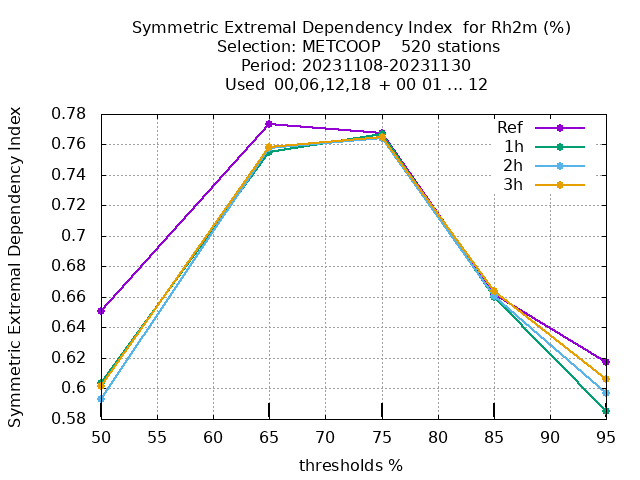 Symmetric Extremal Dependency Index  for Rh2m (%)
Selection: METCOOP    520 stations
Period: 20231108-20231130
Used  00,06,12,18  + 00 01 ... 12
Symmetric Extremal Dependency Index
0.78
0.76
0.74
0.72
0.7
0.68
0.66
0.64
0.62
0.6
0.58
Ref
1h
2h
3h
50 55 60 65 70 75 80 85 90 95
thresholds %